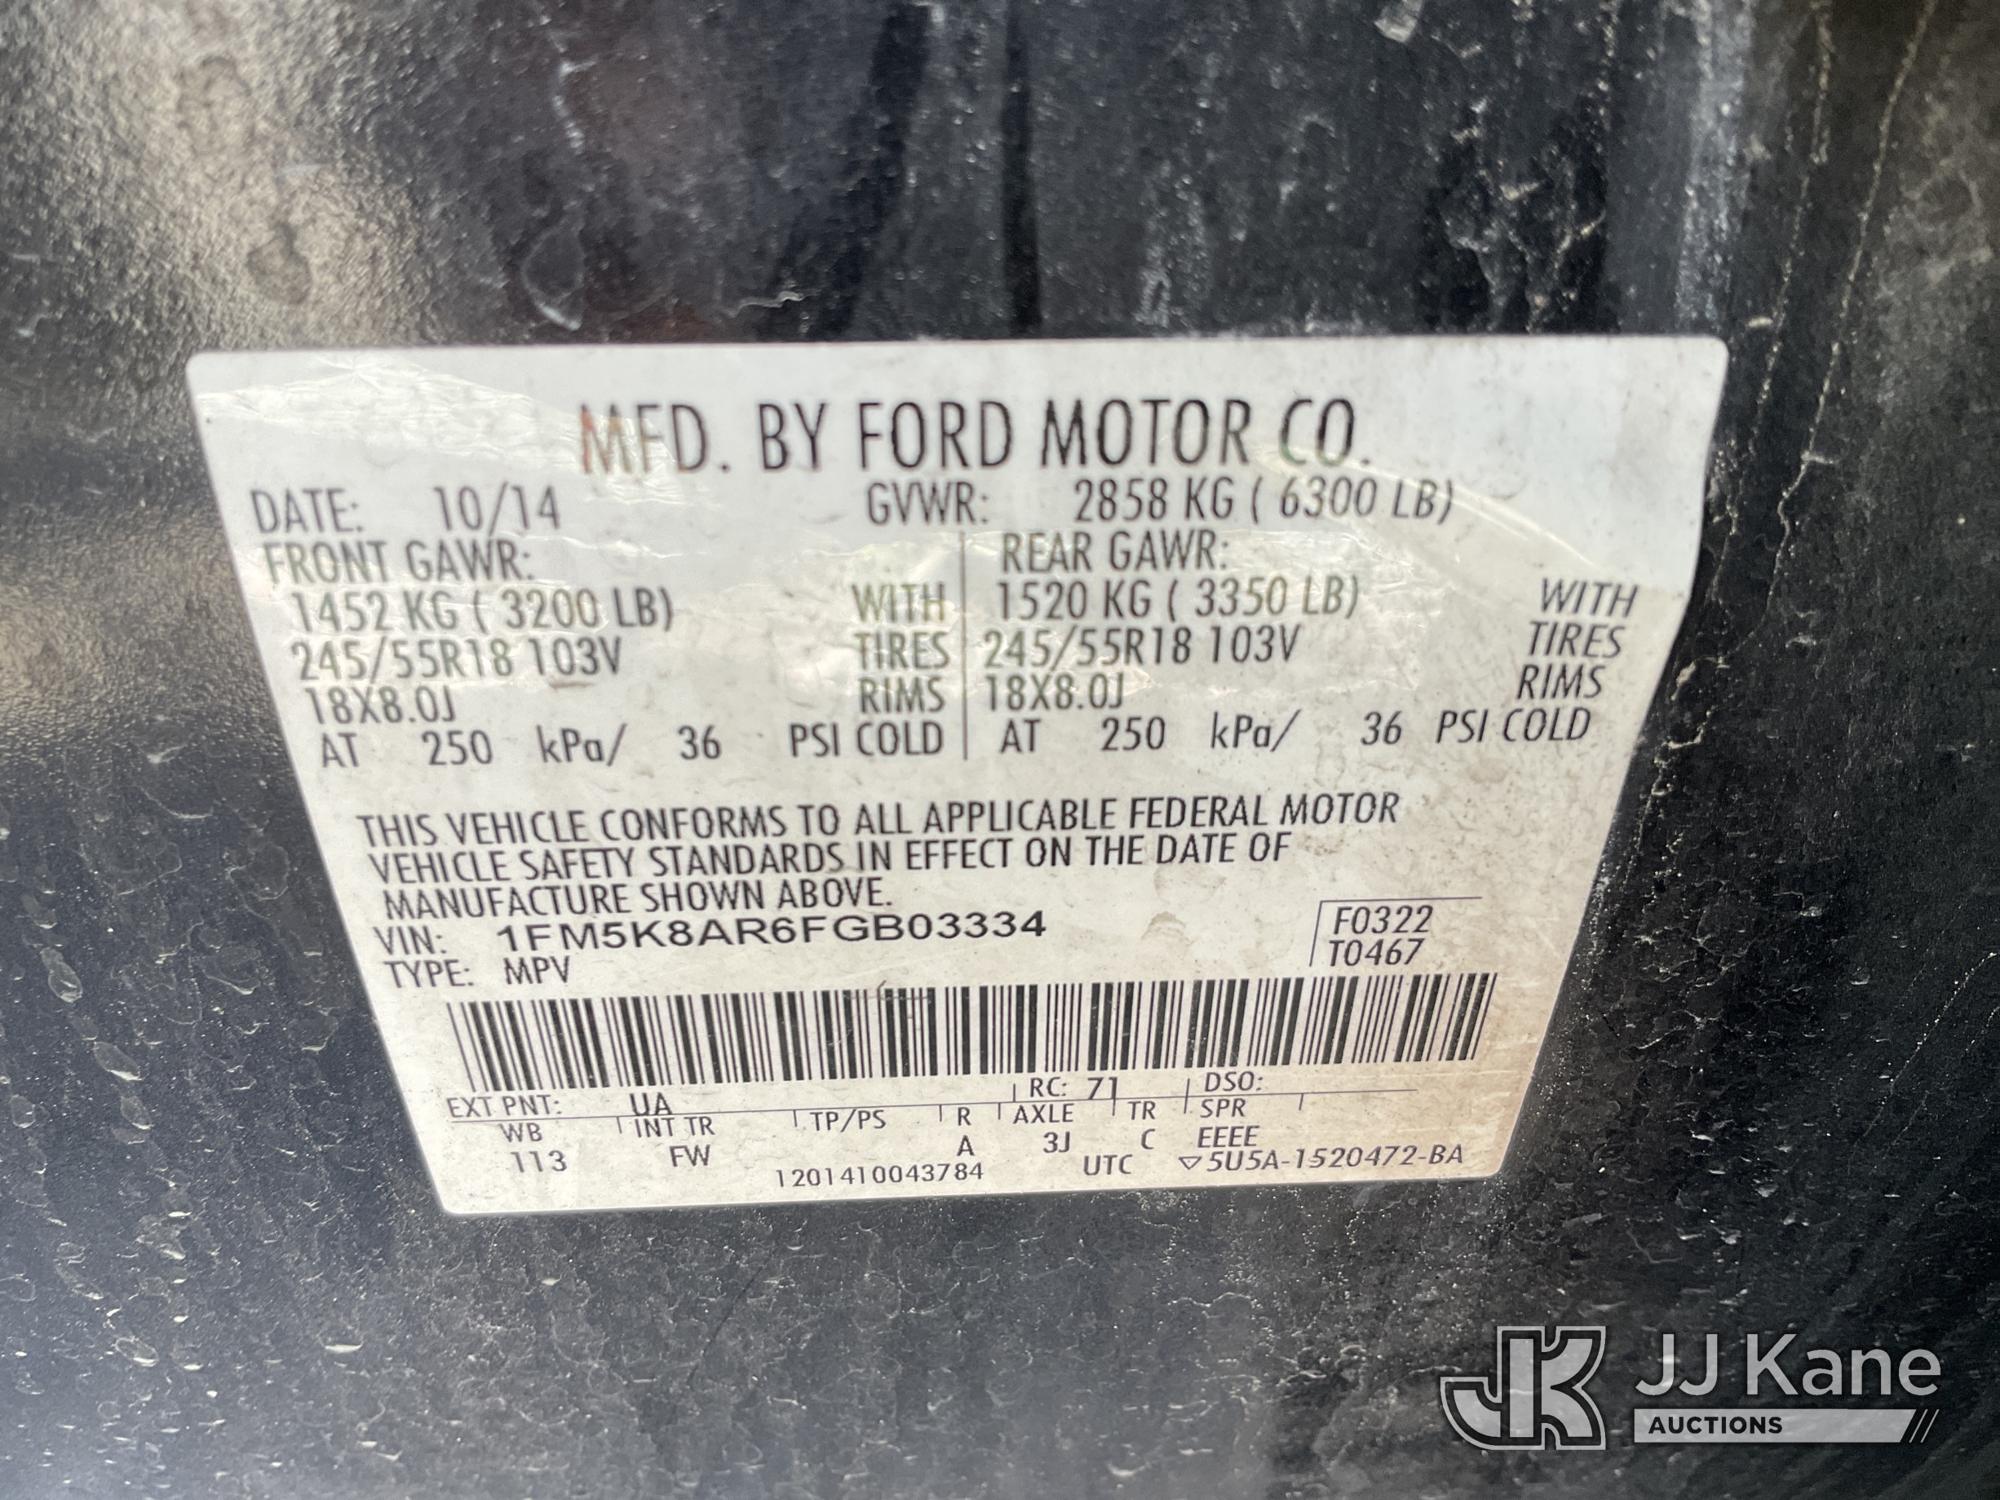 MFD. BY FORD MOTOR CO.
DATE: 10/14 GVWR: 2858 KG ( 6300 LB)
FRONT GAWR: REAR GAWR:
1452 KG ( 3200 LB) WITH 1520 KG ( 3350 LB) WITH
245/55R18 103V TIRES 245/55R18 103V TIRES
18X8.0J RIMS 18X8.0J RIMS
AT 250 kPa/ 36 PSI COLD AT 250 kPa/ 36 PSI COLD
THIS VEHICLE CONFORMS TO ALL APPLICABLE FEDERAL MOTOR
VEHICLE SAFETY STANDARDS IN EFFECT ON THE DATE OF
MANUFACTURE SHOWN ABOVE.
VIN: 1FM5K8AR6FGB03334 F0322
TYPE: MPV T0467
EXT PNT: UA RC: 71 DSO:
WB INT TR TP/PS R AXLE TR SPR
113 FW A 3J C EEEE
1201410043784 UTC ▽5U5A-1520472-BA
JK JJ Kane
AUCTIONS